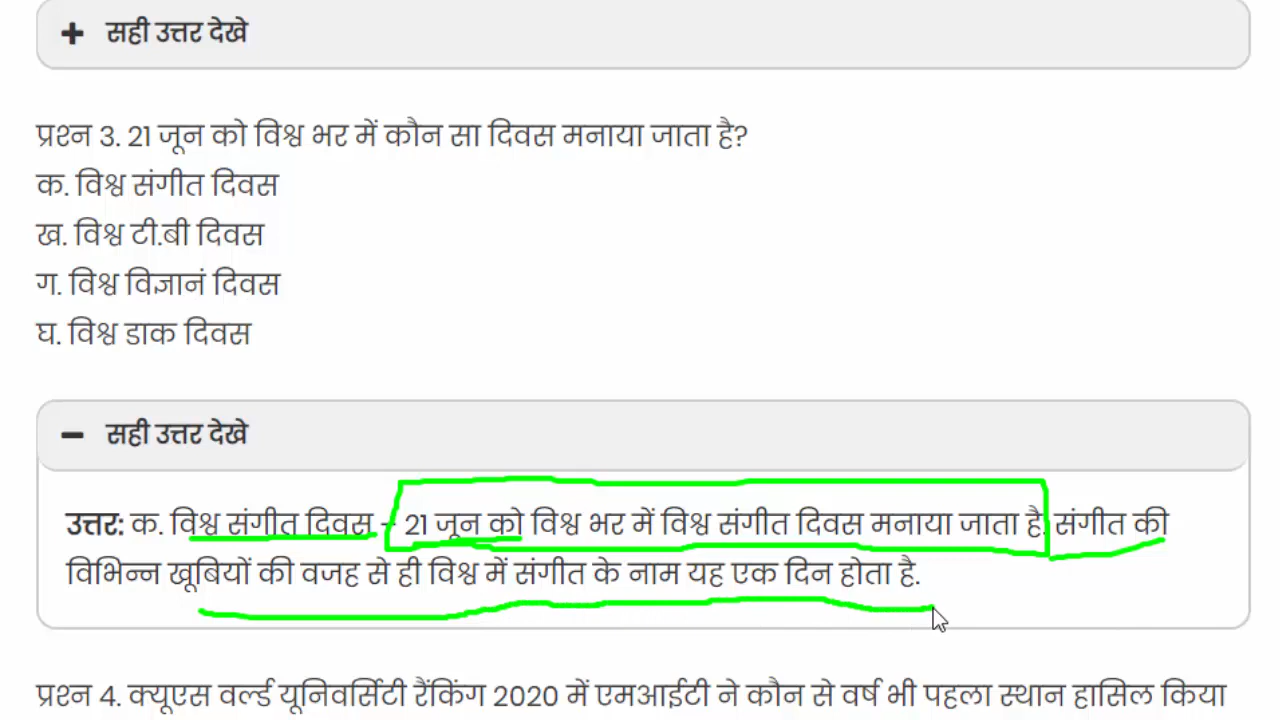 सही उत्तर देखे
प्रश्न 3. 21 जून को विश्व भर में कौन सा दिवस मनाया जाता है?
क. विश्व संगीत दिवस
ख. विश्व टी.बी दिवस
ग. विश्व विज्ञानं दिवस
घ. विश्व डाक दिवस
सही उत्तर देखे
उत्तर: क. विश्व संगीत दिवस – 21 जून को विश्व भर में विश्व संगीत दिवस मनाया जाता है. संगीत की
विभिन्न खूबियों की वजह से ही विश्व में संगीत के नाम यह एक दिन होता है.
प्रश्न 4. क्यूएस वर्ल्ड यूनिवर्सिटी रैंकिंग 2020 में एमआईटी ने कौन से वर्ष भी पहला स्थान हासिल किया